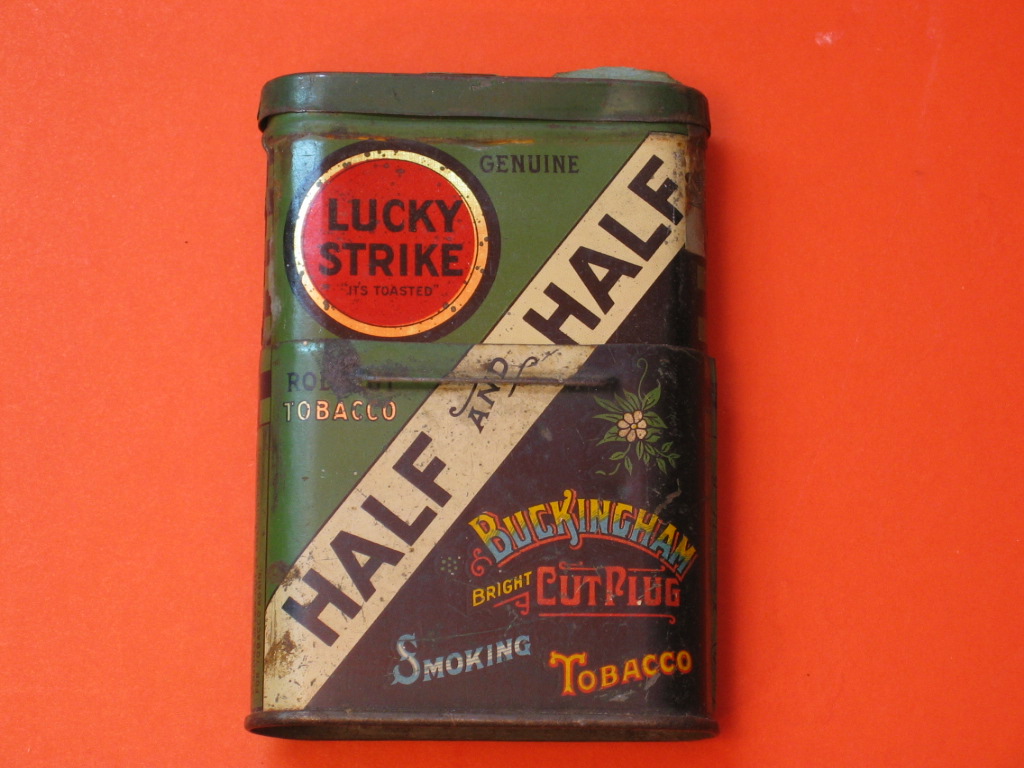 GENUINE
LUCKY
STRIKE
"IT'S TOASTED"
TOBACCO
HALF AND HALF
BUCKINGHAM
BRIGHT CUT PLUG
SMOKING
TOBACCO